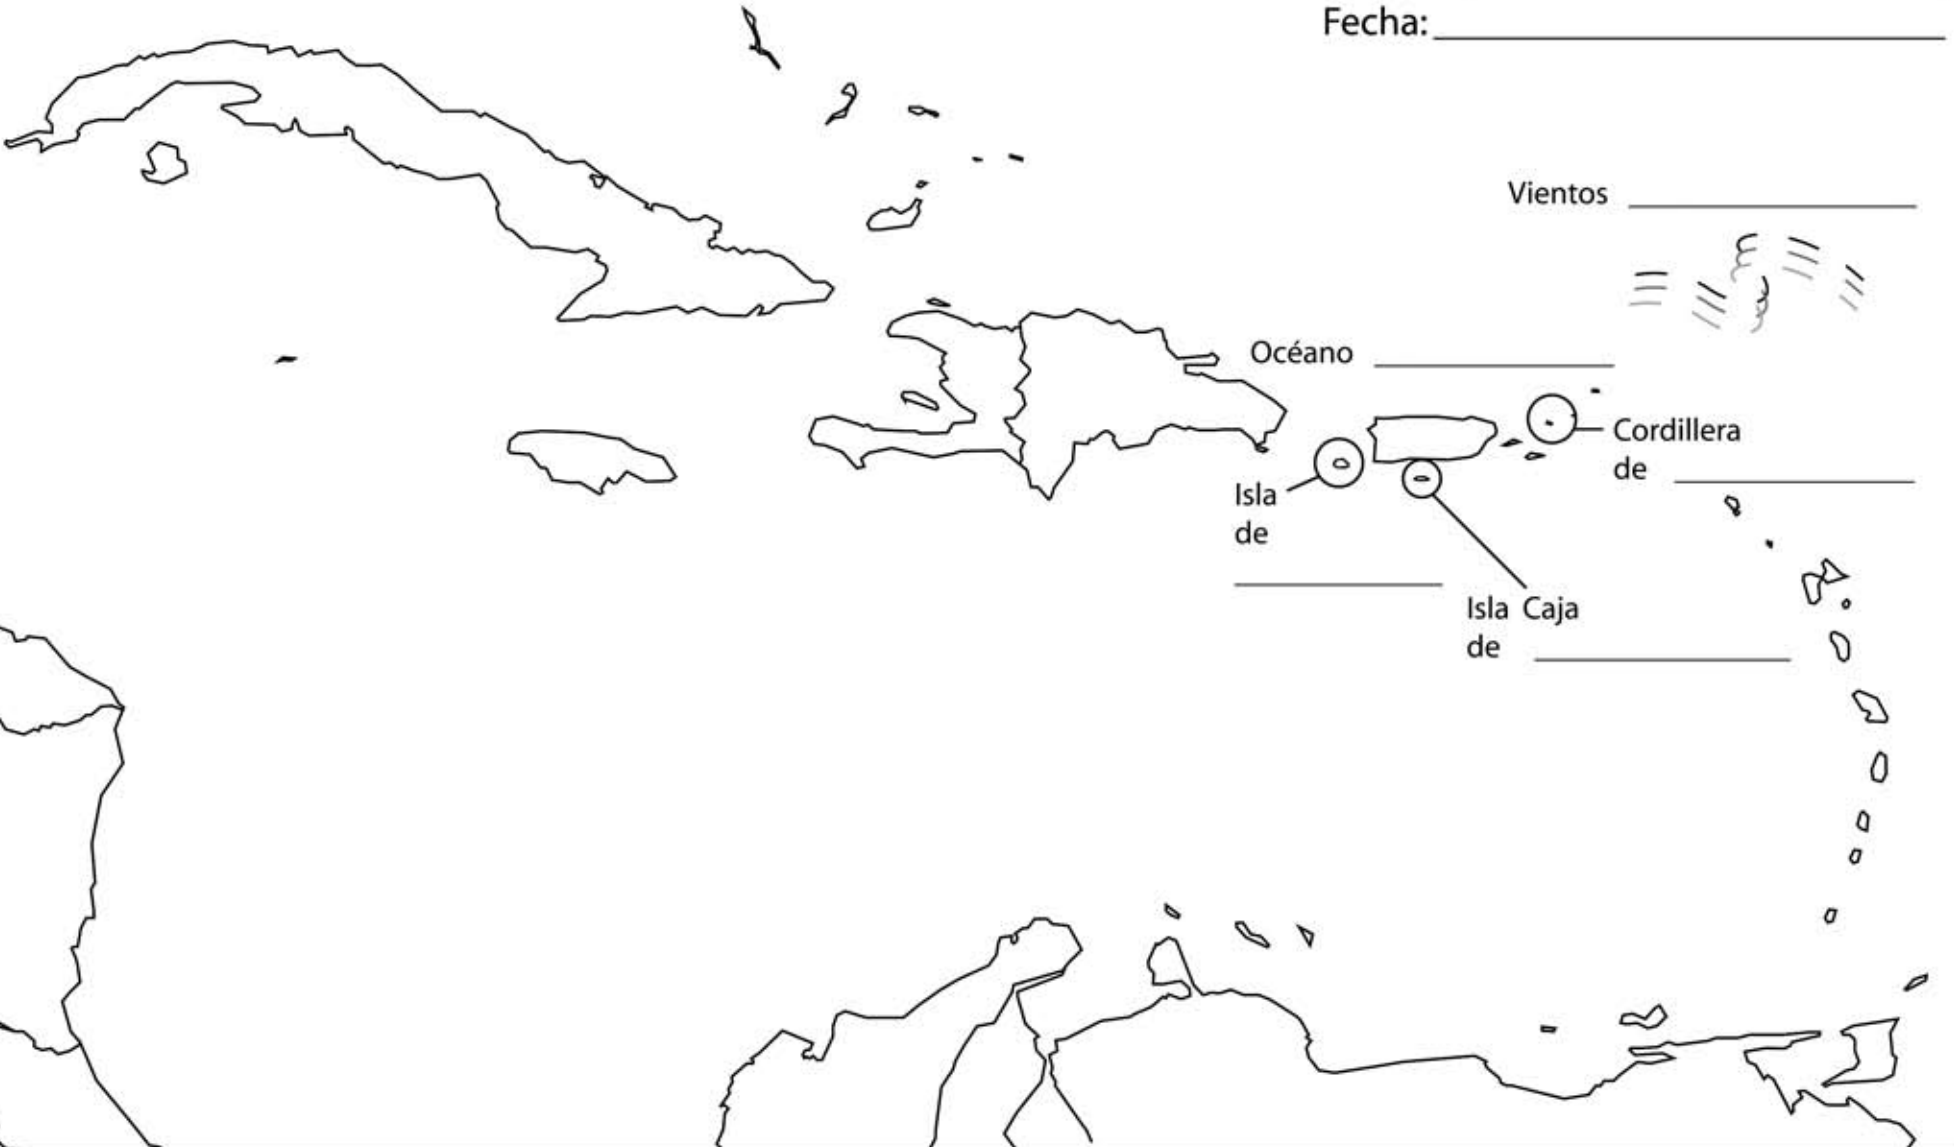 Fecha:
Vientos
Océano
Cordillera
de
Isla
de
Isla Caja
de